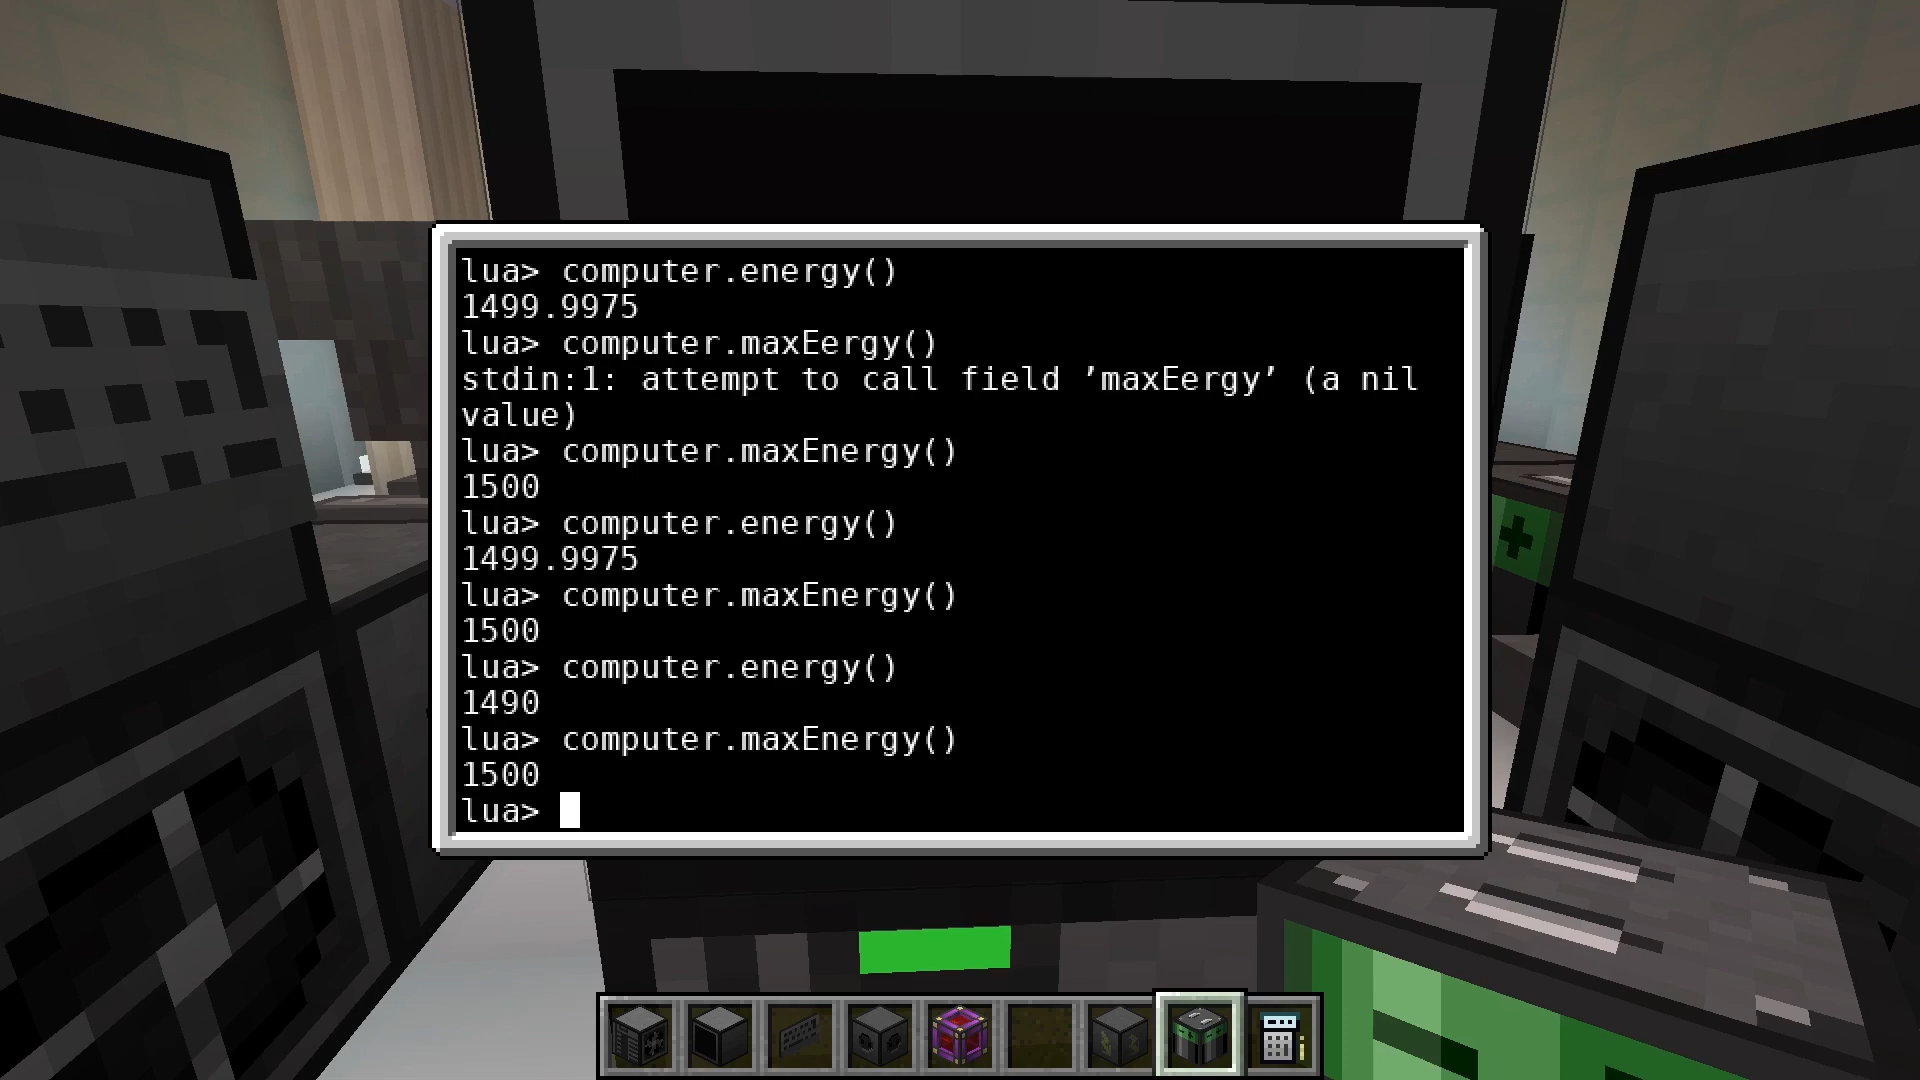 lua> computer.energy()
1499.9975
lua> computer.maxEergy()
stdin:1: attempt to call field ’maxEergy’ (a nil
value)
lua> computer.maxEnergy()
1500
lua> computer.energy()
1499.9975
lua> computer.maxEnergy()
1500
lua> computer.energy()
1490
lua> computer.maxEnergy()
1500
lua>